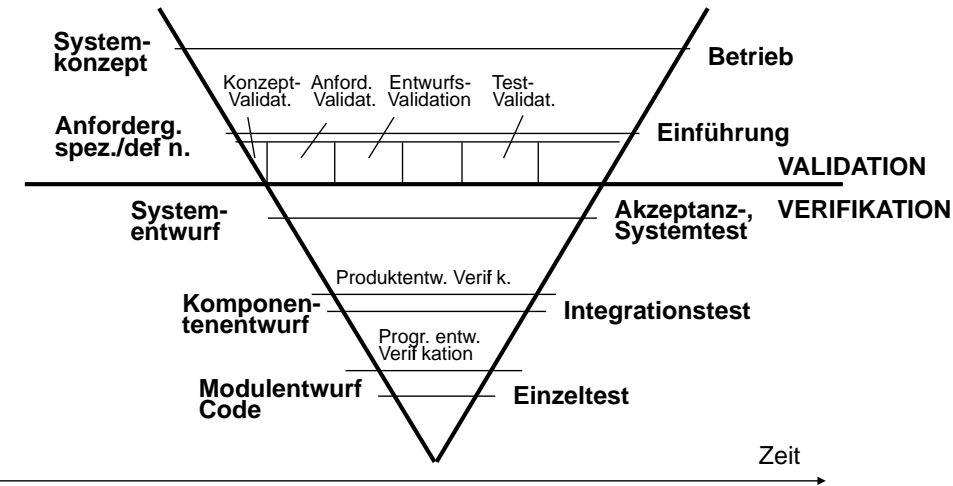 System-
konzept
Betrieb
Konzept- Anford. Entwurfs- Test-
Validat. Validat. Validation Validat.
Anforderg.
spez./def n.
Einführung
VALIDATION
System-
entwurf
Akzeptanz-,
Systemtest
VERIFIKATION
Produktentw. Verif k.
Komponen-
tenentwurf
Integrationstest
Progr. entw.
Verif kation
Modulentwurf
Code
Einzeltest
Zeit